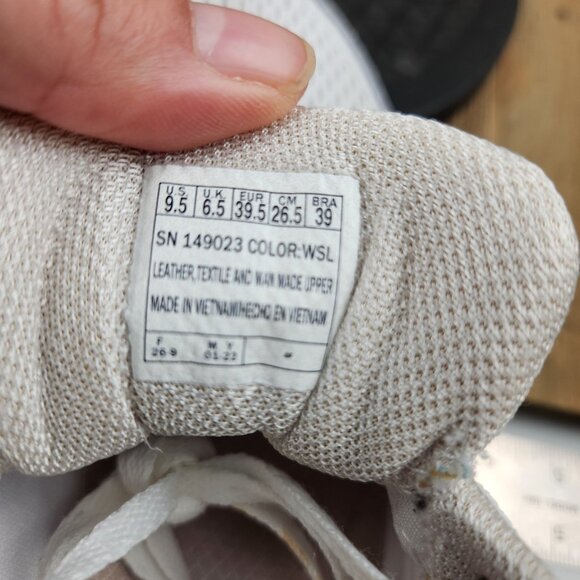 U.S. U.K. EUR CM BRA
9.5 6.5 39.5 26.5 39
SN 149023 COLOR:WSL
LEATHER, TEXTILE AND MAN MADE UPPER
MADE IN VIETNAM/HECHO EN VIETNAM
F M Y
26-9 01-23